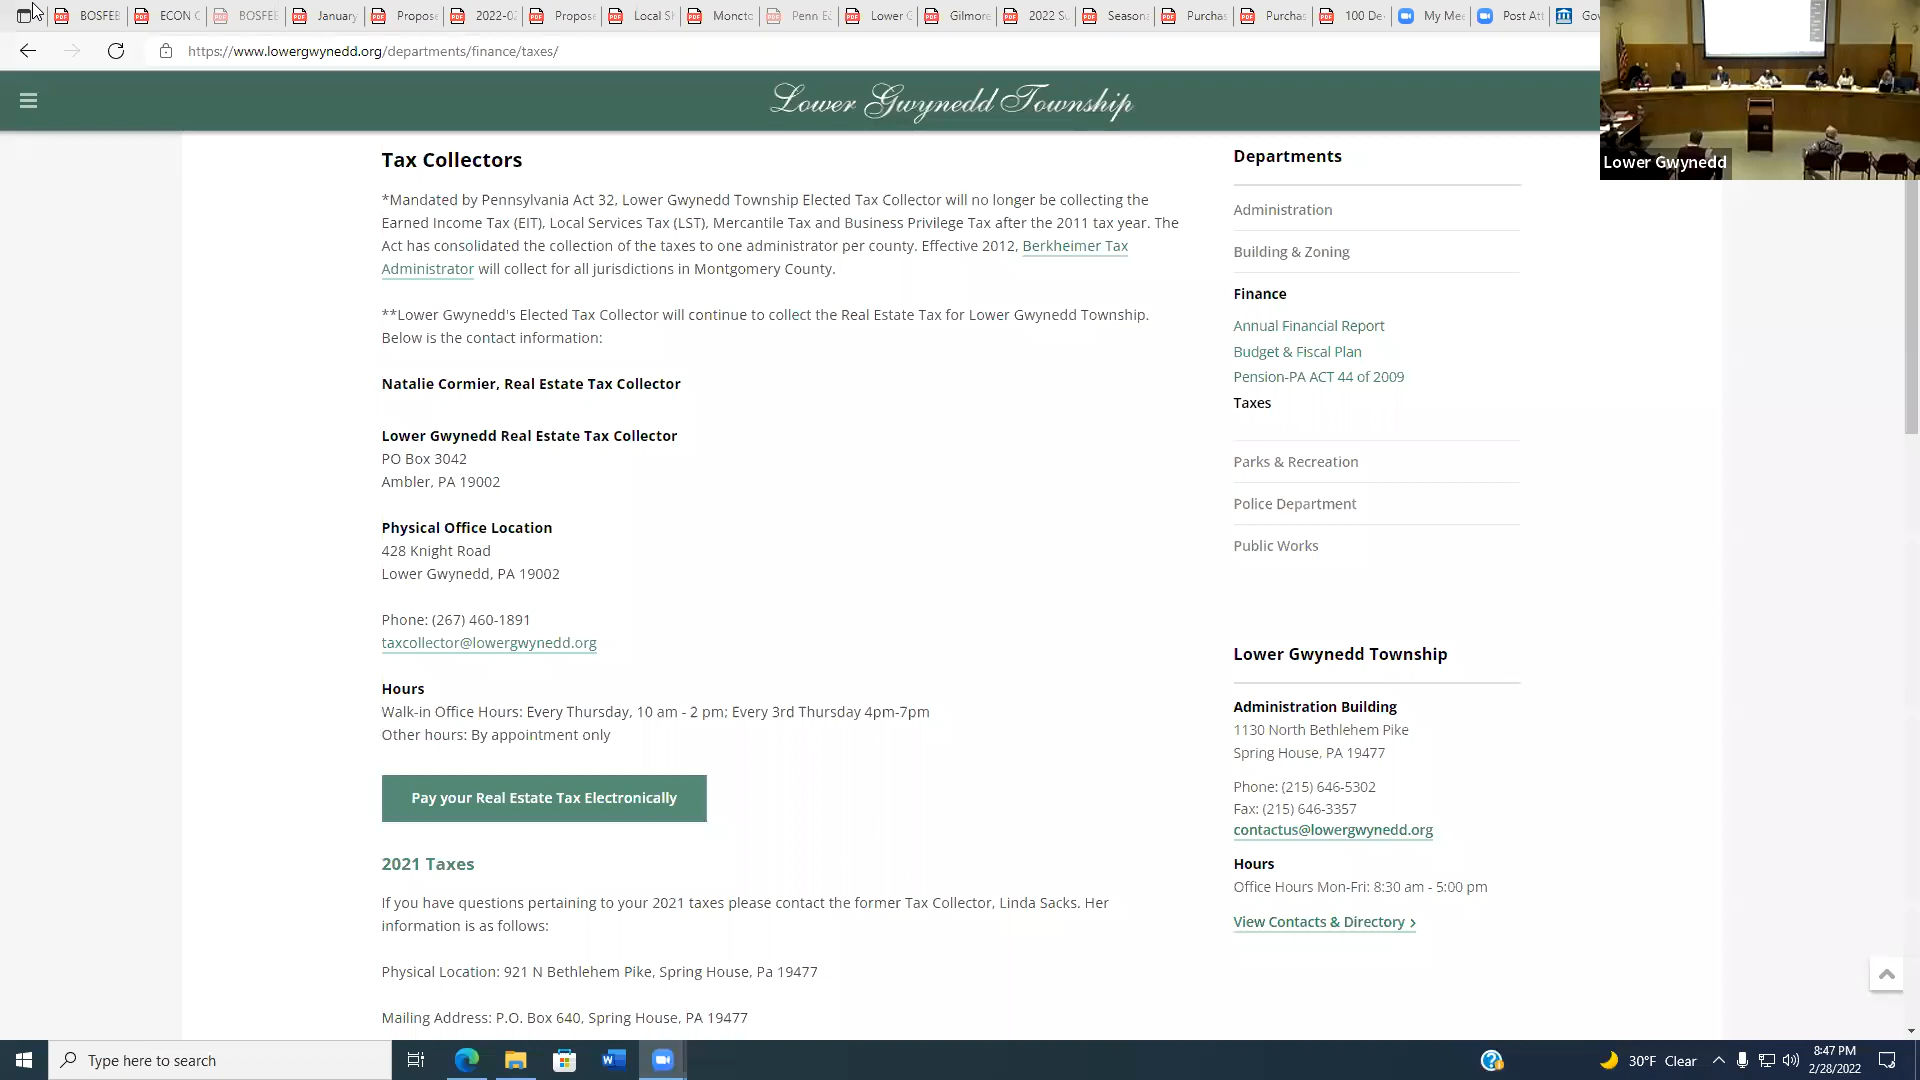 BOSFEB
ECON C
BOSFEB
January
Propose
2022-02
Propose
Local S
Moncto
Penn Ea
Lower G
Gilmore
2022 Su
Season
Purchas
Purchas
100 De
My Me
Post Att
Gov
https://www.lowergwynedd.org/departments/finance/taxes/
Lower Gwynedd Township
Lower Gwynedd
Tax Collectors
*Mandated by Pennsylvania Act 32, Lower Gwynedd Township Elected Tax Collector will no longer be collecting the
Earned Income Tax (EIT), Local Services Tax (LST), Mercantile Tax and Business Privilege Tax after the 2011 tax year. The
Act has consolidated the collection of the taxes to one administrator per county. Effective 2012, Berkheimer Tax
Administrator will collect for all jurisdictions in Montgomery County.
**Lower Gwynedd's Elected Tax Collector will continue to collect the Real Estate Tax for Lower Gwynedd Township.
Below is the contact information:
Natalie Cormier, Real Estate Tax Collector
Lower Gwynedd Real Estate Tax Collector
PO Box 3042
Ambler, PA 19002
Physical Office Location
428 Knight Road
Lower Gwynedd, PA 19002
Phone: (267) 460-1891
taxcollector@lowergwynedd.org
Hours
Walk-in Office Hours: Every Thursday, 10 am - 2 pm; Every 3rd Thursday 4pm-7pm
Other hours: By appointment only
Pay your Real Estate Tax Electronically
2021 Taxes
If you have questions pertaining to your 2021 taxes please contact the former Tax Collector, Linda Sacks. Her
information is as follows:
Physical Location: 921 N Bethlehem Pike, Spring House, Pa 19477
Mailing Address: P.O. Box 640, Spring House, PA 19477
Departments
Administration
Building & Zoning
Finance
Annual Financial Report
Budget & Fiscal Plan
Pension-PA ACT 44 of 2009
Taxes
Parks & Recreation
Police Department
Public Works
Lower Gwynedd Township
Administration Building
1130 North Bethlehem Pike
Spring House, PA 19477
Phone: (215) 646-5302
Fax: (215) 646-3357
contactus@lowergwynedd.org
Hours
Office Hours Mon-Fri: 8:30 am - 5:00 pm
View Contacts & Directory >
Type here to search
30°F Clear
8:47 PM
2/28/2022